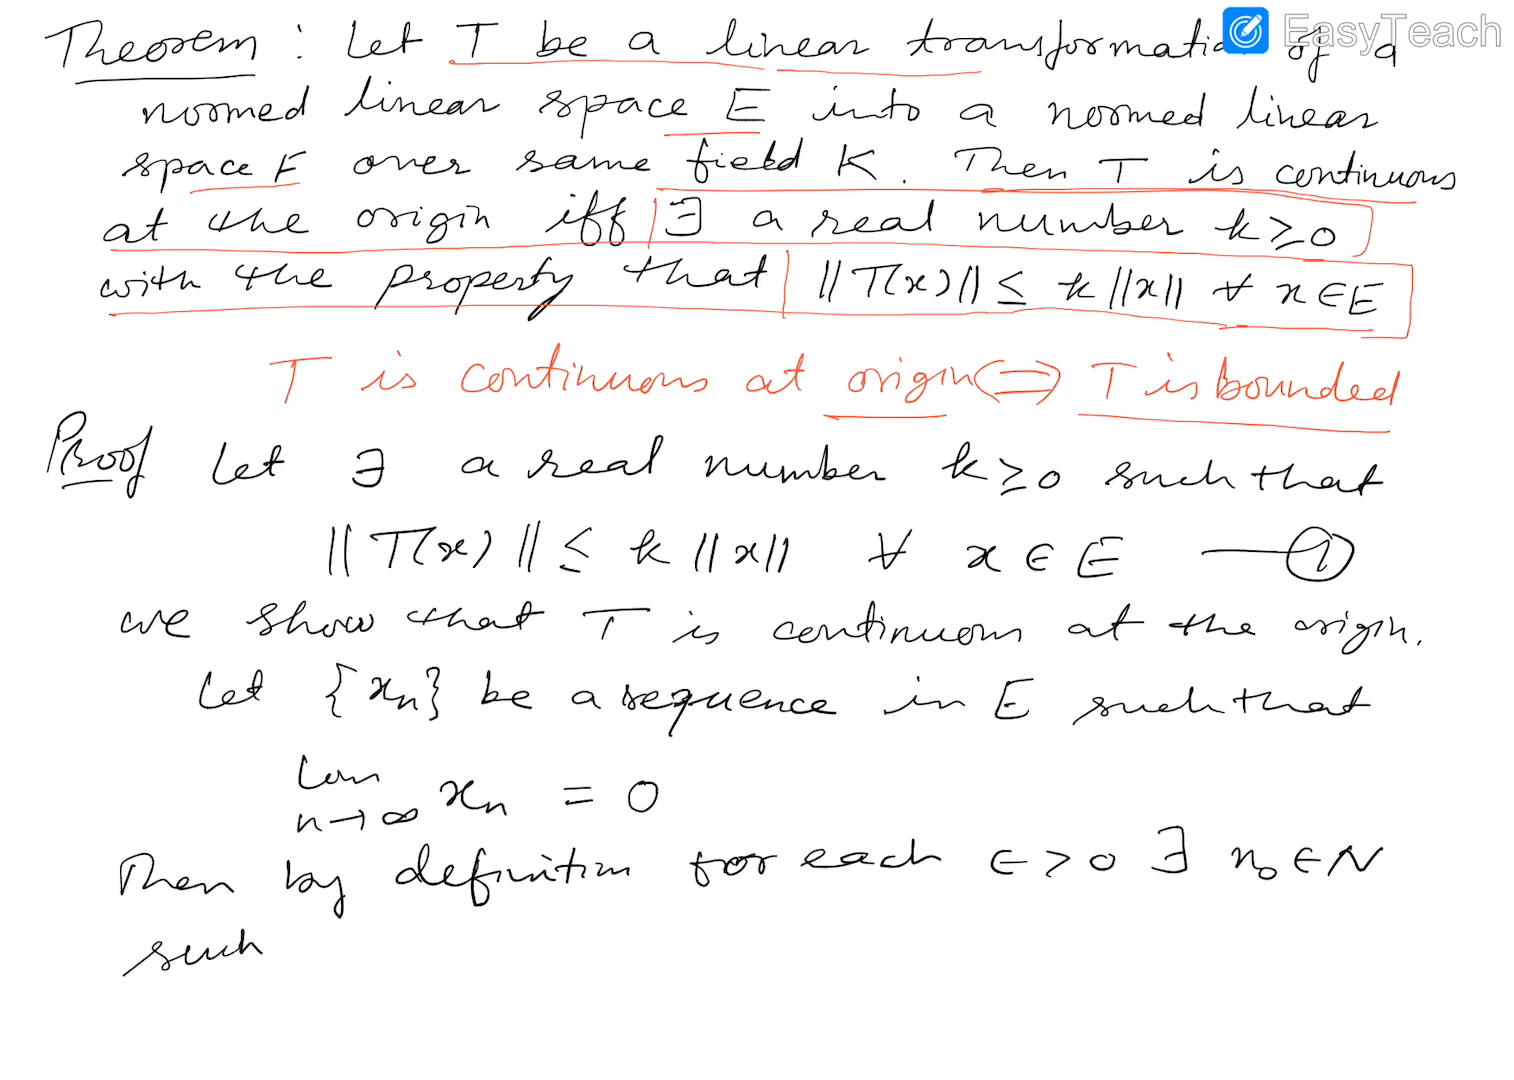 Theorem : Let T be a linear transformatio of a
EasyTeach
normed linear space E into a normed linear
space F over same field K. Then T is continuous
at the origin iff ∃ a real number k ≥ 0
with the property that ||T(x)|| ≤ k ||x|| ∀ x ∈ E
T is continuous at origin ⇔ T is bounded
Proof Let ∃ a real number k ≥ 0 such that
||T(x)|| ≤ k ||x|| ∀ x ∈ E —①
we show that T is continuous at the origin.
Let {xₙ} be a sequence in E such that
Lim
n→∞ xₙ = 0
Then by definition for each ∈ > 0 ∃ n₀ ∈ N
such